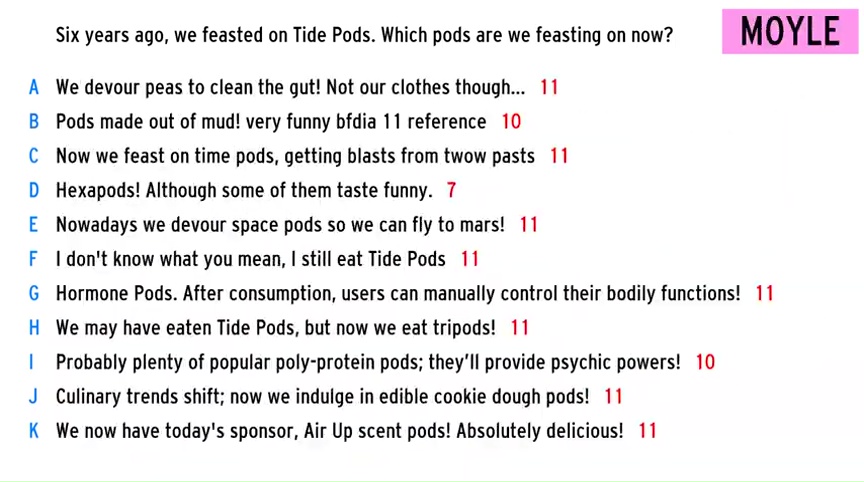 Six years ago, we feasted on Tide Pods. Which pods are we feasting on now?
MOYLE
A We devour peas to clean the gut! Not our clothes though... 11
B Pods made out of mud! very funny bfdia 11 reference 10
C Now we feast on time pods, getting blasts from twow pasts 11
D Hexapods! Although some of them taste funny. 7
E Nowadays we devour space pods so we can fly to mars! 11
F I don't know what you mean, I still eat Tide Pods 11
G Hormone Pods. After consumption, users can manually control their bodily functions! 11
H We may have eaten Tide Pods, but now we eat tripods! 11
I Probably plenty of popular poly-protein pods; they'll provide psychic powers! 10
J Culinary trends shift; now we indulge in edible cookie dough pods! 11
K We now have today's sponsor, Air Up scent pods! Absolutely delicious! 11